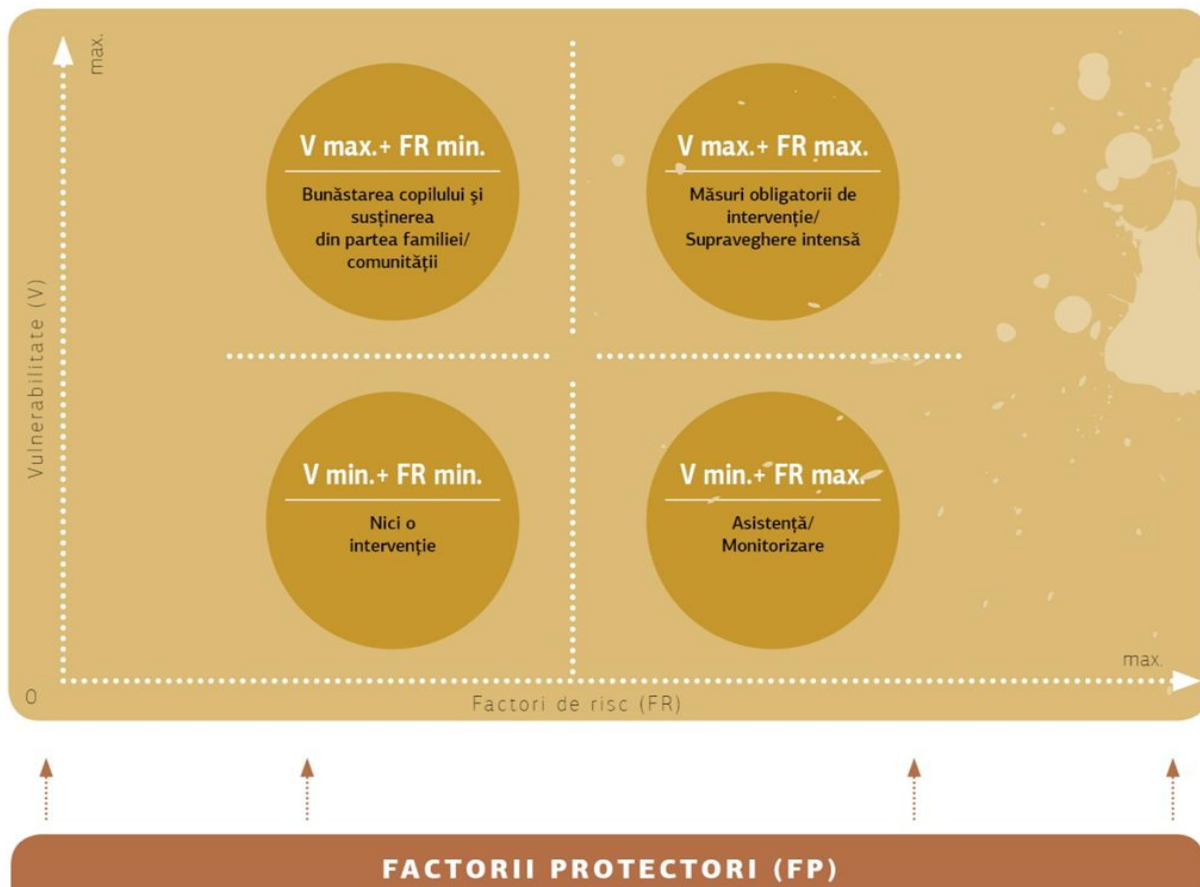 max.
Vulnerabilitate (V)
V max.+ FR min.
Bunăstarea copilului și
susținerea
din partea familiei/
comunității
V max.+ FR max.
Măsuri obligatorii de
intervenție/
Supraveghere intensă
V min.+ FR min.
Nici o
intervenție
V min.+ FR max.
Asistență/
Monitorizare
max.
0
Factori de risc (FR)
FACTORII PROTECTORI (FP)